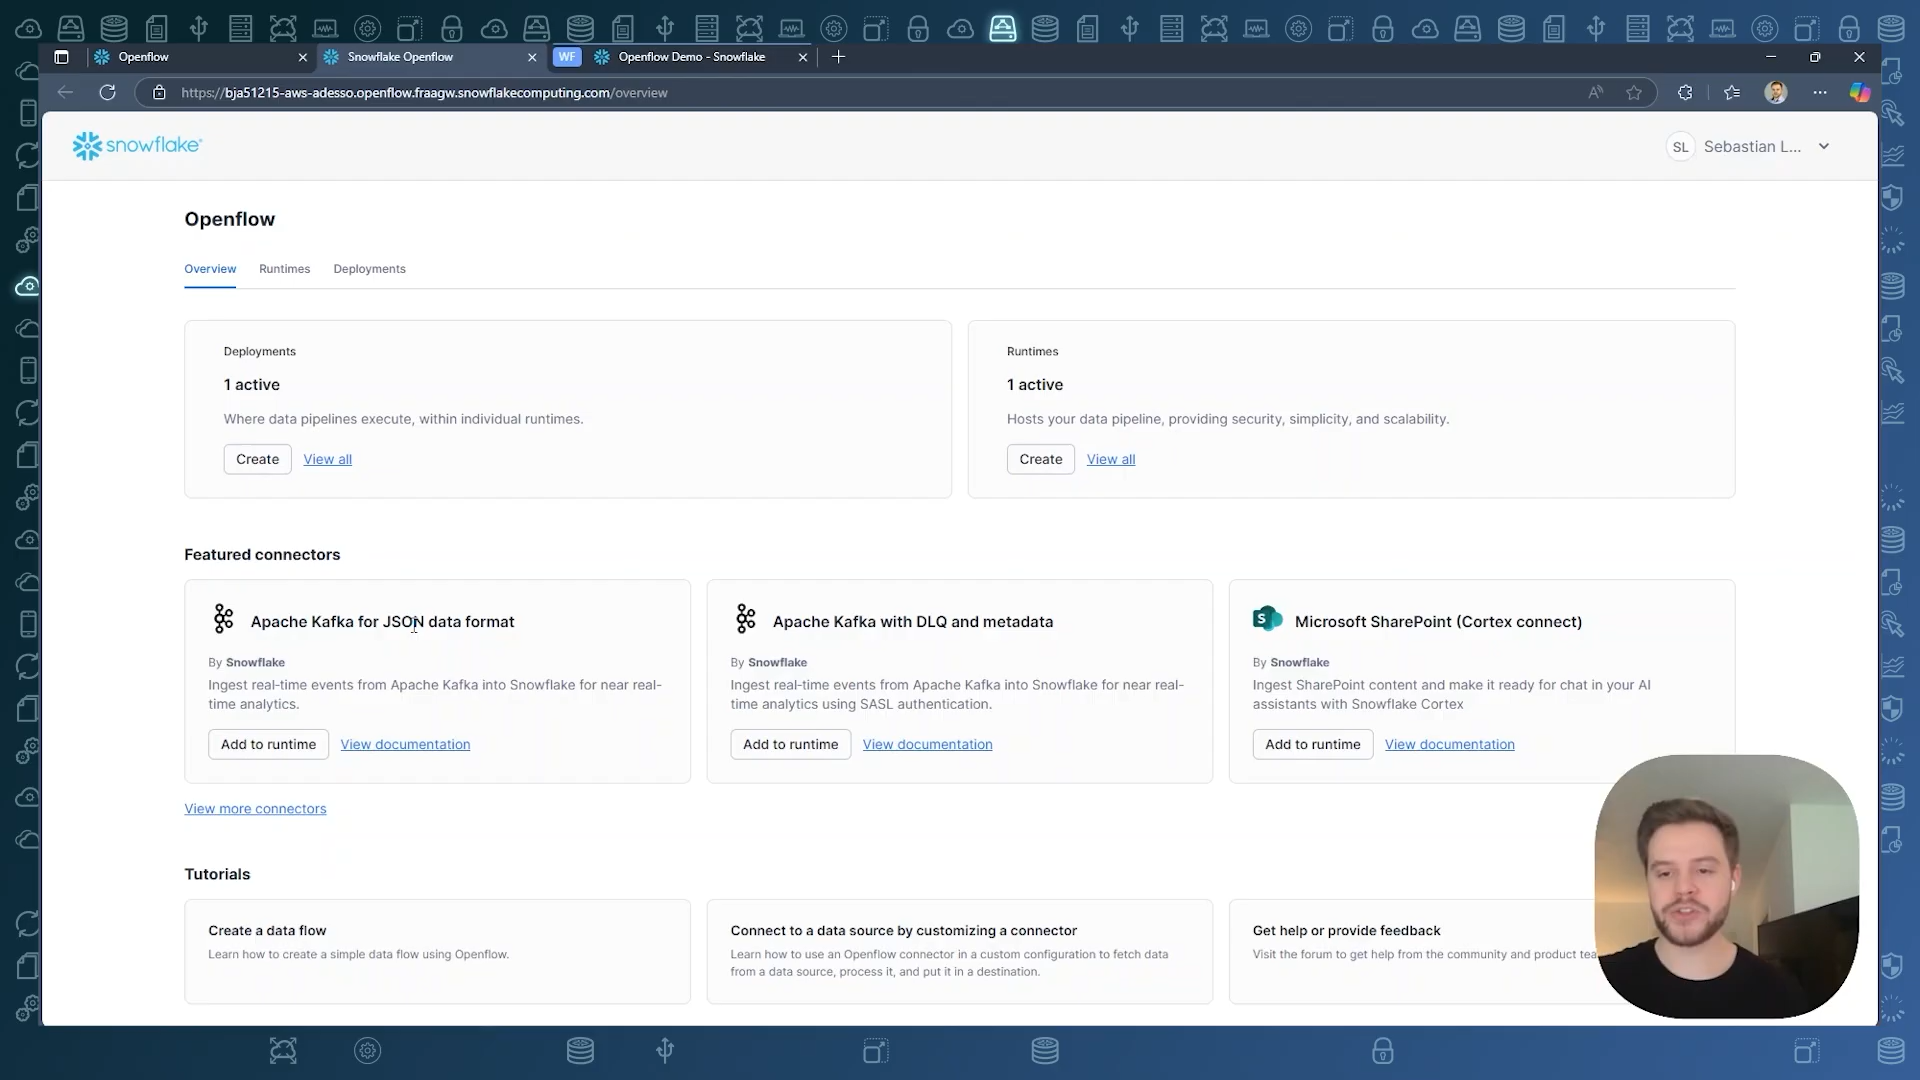 Openflow
Snowflake Openflow
WF
Openflow Demo - Snowflake
https://bja51215-aws-adesso.openflow.fraagw.snowflakecomputing.com/overview
snowflake
SL
Sebastian L...
Openflow
Overview
Runtimes
Deployments
Deployments
1 active
Where data pipelines execute, within individual runtimes.
Create
View all
Runtimes
1 active
Hosts your data pipeline, providing security, simplicity, and scalability.
Create
View all
Featured connectors
Apache Kafka for JSON data format
By Snowflake
Ingest real-time events from Apache Kafka into Snowflake for near real-
time analytics.
Add to runtime
View documentation
Apache Kafka with DLQ and metadata
By Snowflake
Ingest real-time events from Apache Kafka into Snowflake for near real-
time analytics using SASL authentication.
Add to runtime
View documentation
Microsoft SharePoint (Cortex connect)
By Snowflake
Ingest SharePoint content and make it ready for chat in your AI
assistants with Snowflake Cortex
Add to runtime
View documentation
View more connectors
Tutorials
Create a data flow
Learn how to create a simple data flow using Openflow.
Connect to a data source by customizing a connector
Learn how to use an Openflow connector in a custom configuration to fetch data
from a data source, process it, and put it in a destination.
Get help or provide feedback
Visit the forum to get help from the community and product tea